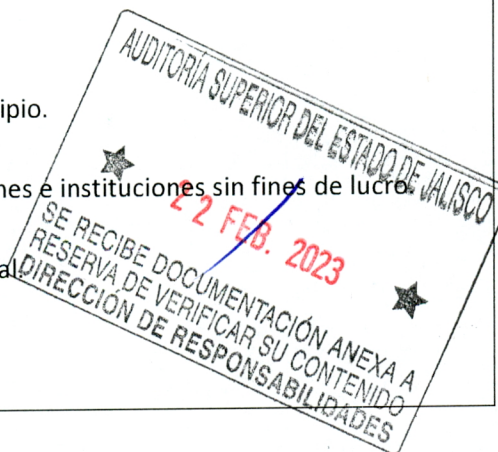 ipio.
nes e instituciones sin fines de lucro
al.
AUDITORÍA SUPERIOR DEL ESTADO DE JALISCO
22 FEB. 2023
SE RECIBE DOCUMENTACIÓN ANEXA A
RESERVA DE VERIFICAR SU CONTENIDO
DIRECCIÓN DE RESPONSABILIDADES